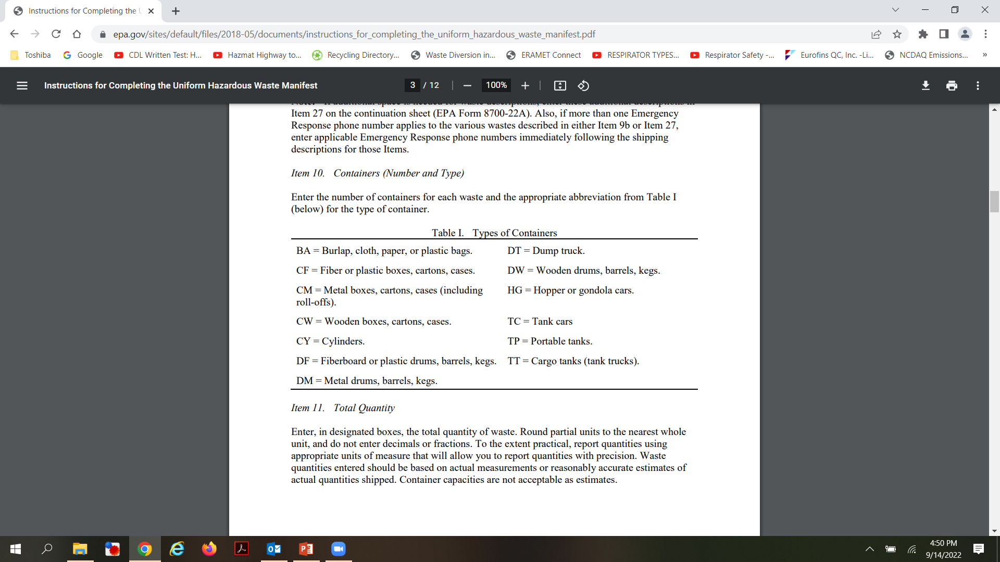 Instructions for Completing the U
epa.gov/sites/default/files/2018-05/documents/instructions_for_completing_the_uniform_hazardous_waste_manifest.pdf
Toshiba Google CDL Written Test: H... Hazmat Highway to... Recycling Directory... Waste Diversion in... ERAMET Connect RESPIRATOR TYPES... Respirator Safety -... Eurofins QC, Inc. -Li... NCDAQ Emissions... »
Instructions for Completing the Uniform Hazardous Waste Manifest 3 / 12 100%
Note: If additional space is needed for waste descriptions, enter these additional descriptions in
Item 27 on the continuation sheet (EPA Form 8700-22A). Also, if more than one Emergency
Response phone number applies to the various wastes described in either Item 9b or Item 27,
enter applicable Emergency Response phone numbers immediately following the shipping
descriptions for those Items.
Item 10. Containers (Number and Type)
Enter the number of containers for each waste and the appropriate abbreviation from Table I
(below) for the type of container.
Table I. Types of Containers
BA = Burlap, cloth, paper, or plastic bags. DT = Dump truck.
CF = Fiber or plastic boxes, cartons, cases. DW = Wooden drums, barrels, kegs.
CM = Metal boxes, cartons, cases (including HG = Hopper or gondola cars.
roll-offs).
CW = Wooden boxes, cartons, cases. TC = Tank cars
CY = Cylinders. TP = Portable tanks.
DF = Fiberboard or plastic drums, barrels, kegs. TT = Cargo tanks (tank trucks).
DM = Metal drums, barrels, kegs.
Item 11. Total Quantity
Enter, in designated boxes, the total quantity of waste. Round partial units to the nearest whole
unit, and do not enter decimals or fractions. To the extent practical, report quantities using
appropriate units of measure that will allow you to report quantities with precision. Waste
quantities entered should be based on actual measurements or reasonably accurate estimates of
actual quantities shipped. Container capacities are not acceptable as estimates.
4:50 PM
9/14/2022